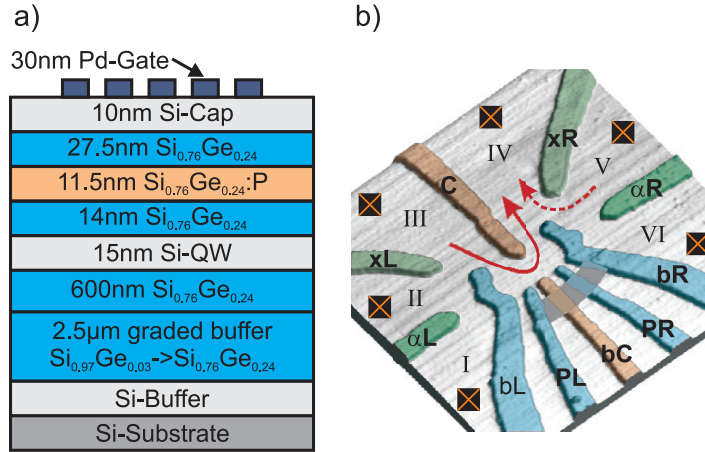 a)
30nm Pd-Gate
10nm Si-Cap
27.5nm Si0.76Ge0.24
11.5nm Si0.76Ge0.24:P
14nm Si0.76Ge0.24
15nm Si-QW
600nm Si0.76Ge0.24
2.5µm graded buffer
Si0.97Ge0.03->Si0.76Ge0.24
Si-Buffer
Si-Substrate
b)
xR
IV
V
C
αR
III
VI
xL
bR
II
αL
PR
I
bC
bL
PL